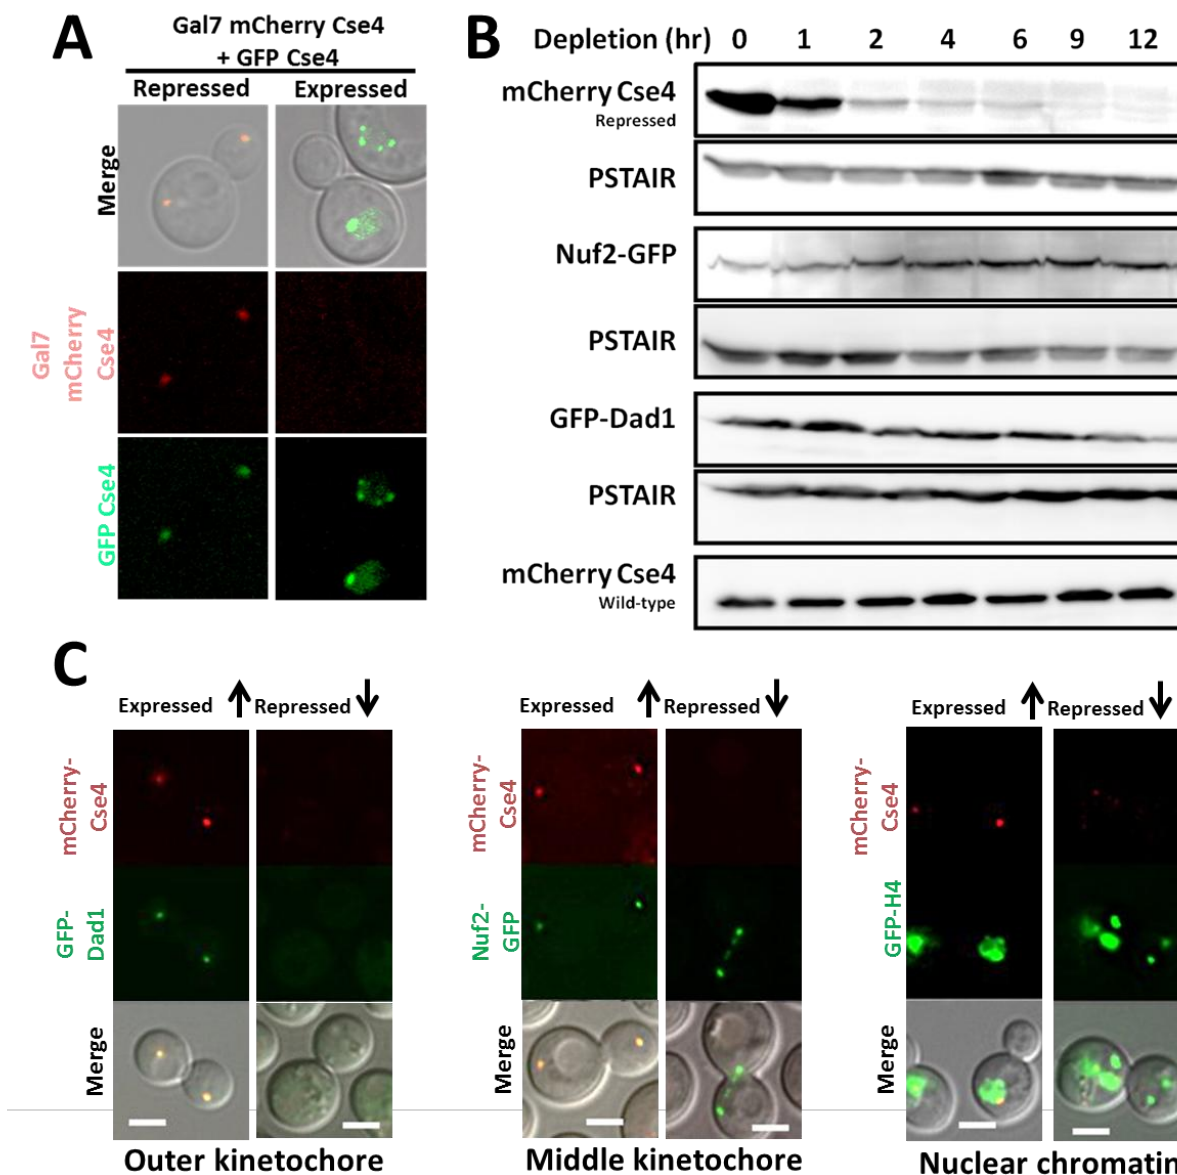 A
Gal7 mCherry Cse4
+ GFP Cse4
Repressed Expressed
Merge
Gal7
mCherry
Cse4
GFP Cse4
B
Depletion (hr) 0 1 2 4 6 9 12
mCherry Cse4
Repressed
PSTAIR
Nuf2-GFP
PSTAIR
GFP-Dad1
PSTAIR
mCherry Cse4
Wild-type
C
Expressed Repressed
mCherry-
Cse4
GFP-
Dad1
Merge
Outer kinetochore
Expressed Repressed
mCherry-
Cse4
Nuf2-
GFP
Merge
Middle kinetochore
Expressed Repressed
mCherry-
Cse4
GFP-H4
Merge
Nuclear chromatin